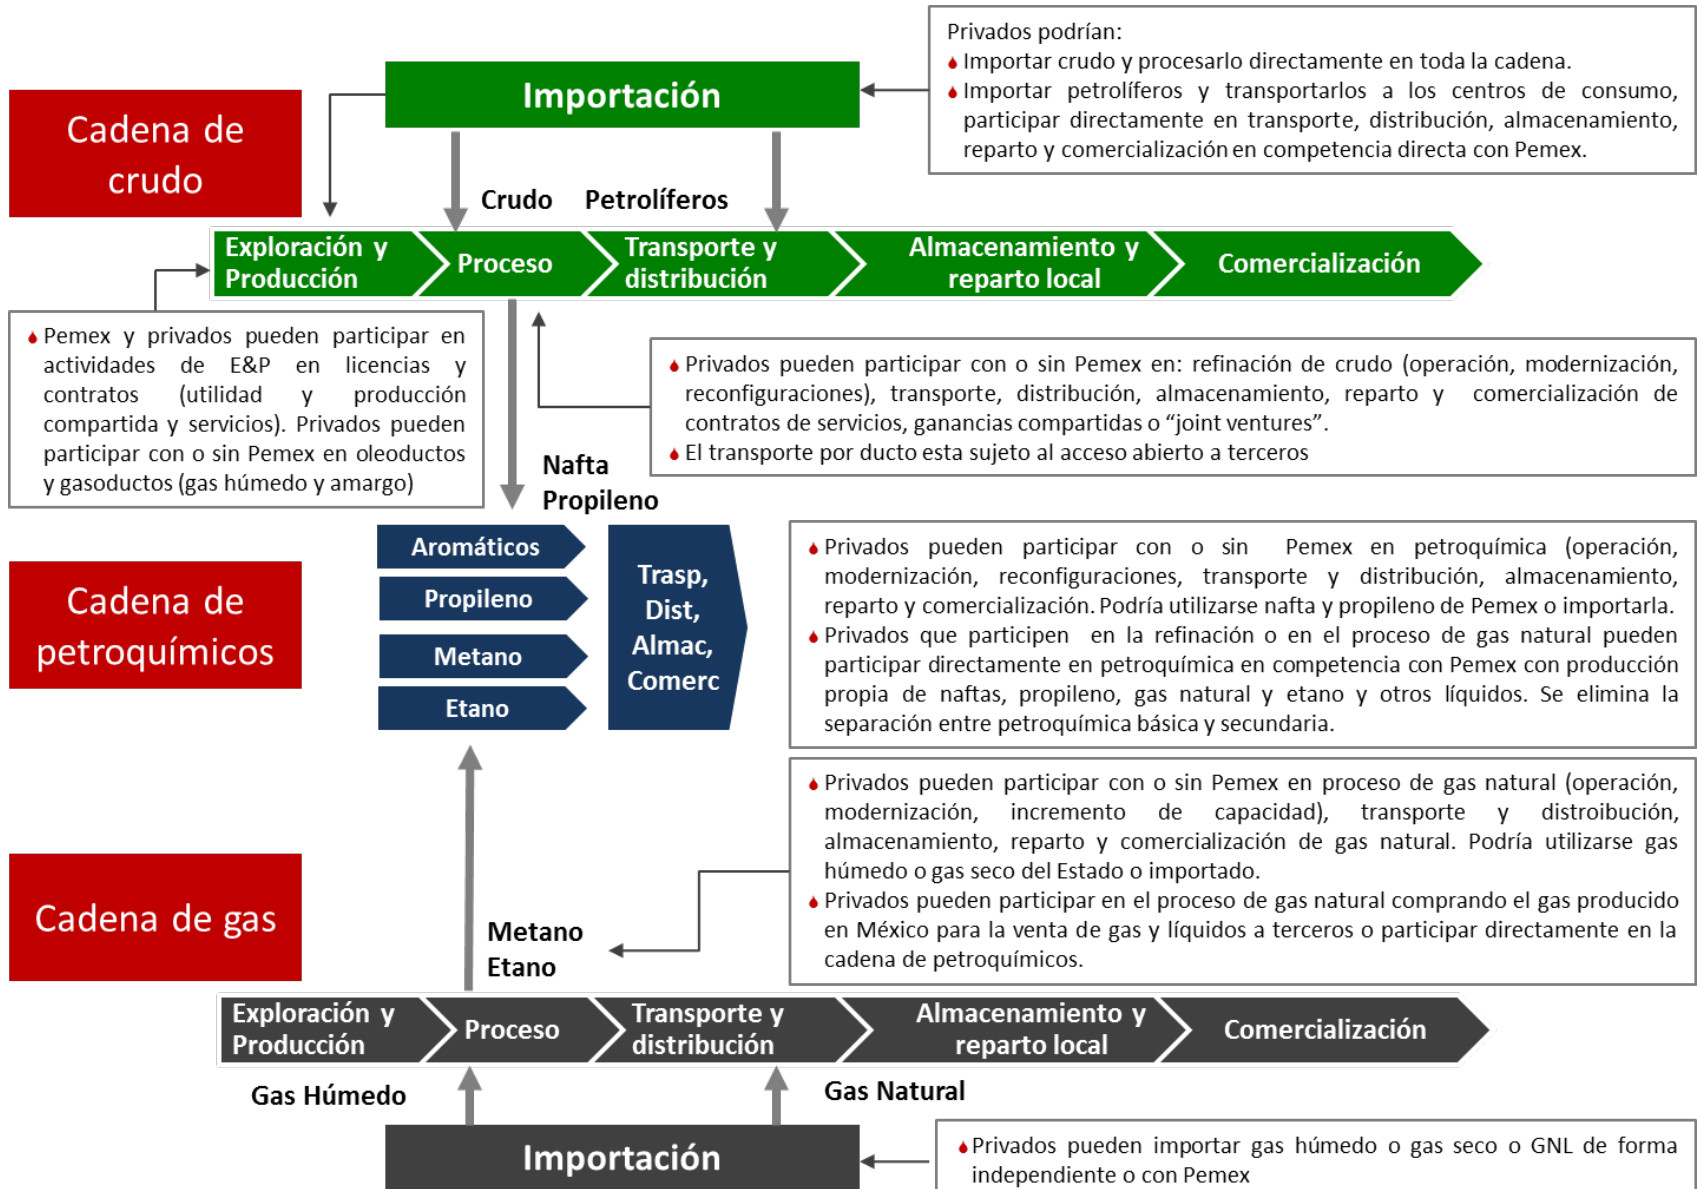 Privados podrían:
Importar crudo y procesarlo directamente en toda la cadena.
Importar petrolíferos y transportarlos a los centros de consumo,
participar directamente en transporte, distribución, almacenamiento,
reparto y comercialización en competencia directa con Pemex.
Importación
Cadena de
crudo
Crudo
Petrolíferos
Exploración y
Producción
Proceso
Transporte y
distribución
Almacenamiento y
reparto local
Comercialización
Pemex y privados pueden participar en
actividades de E&P en licencias y
contratos (utilidad y producción
compartida y servicios). Privados pueden
participar con o sin Pemex en oleoductos
y gasoductos (gas húmedo y amargo)
Privados pueden participar con o sin Pemex en: refinación de crudo (operación, modernización,
reconfiguraciones), transporte, distribución, almacenamiento, reparto y comercialización de
contratos de servicios, ganancias compartidas o “joint ventures”.
El transporte por ducto esta sujeto al acceso abierto a terceros
Nafta
Propileno
Cadena de
petroquímicos
Aromáticos
Propileno
Metano
Etano
Trasp,
Dist,
Almac,
Comerc
Privados pueden participar con o sin Pemex en petroquímica (operación,
modernización, reconfiguraciones, transporte y distribución, almacenamiento,
reparto y comercialización. Podría utilizarse nafta y propileno de Pemex o importarla.
Privados que participen en la refinación o en el proceso de gas natural pueden
participar directamente en petroquímica en competencia con Pemex con producción
propia de naftas, propileno, gas natural y etano y otros líquidos. Se elimina la
separación entre petroquímica básica y secundaria.
Privados pueden participar con o sin Pemex en proceso de gas natural (operación,
modernización, incremento de capacidad), transporte y distroibución,
almacenamiento, reparto y comercialización de gas natural. Podría utilizarse gas
húmedo o gas seco del Estado o importado.
Privados pueden participar en el proceso de gas natural comprando el gas producido
en México para la venta de gas y líquidos a terceros o participar directamente en la
cadena de petroquímicos.
Cadena de gas
Metano
Etano
Exploración y
Producción
Proceso
Transporte y
distribución
Almacenamiento y
reparto local
Comercialización
Gas Húmedo
Gas Natural
Importación
Privados pueden importar gas húmedo o gas seco o GNL de forma
independiente o con Pemex